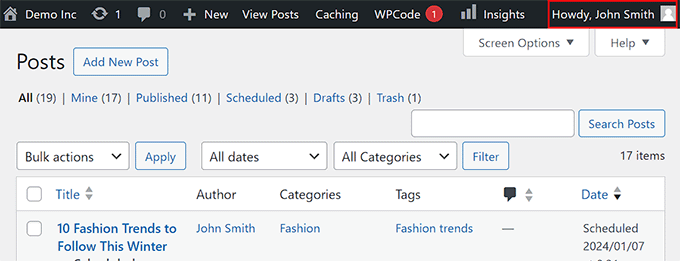 Demo Inc 1 0 New View Posts Caching WPCode 1 Insights Howdy, John Smith
Screen Options ▼ Help ▼
Posts Add New Post
All (19) | Mine (17) | Published (11) | Scheduled (3) | Drafts (3) | Trash (1)
Search Posts
Bulk actions Apply All dates All Categories Filter 17 items
Title Author Categories Tags Date
10 Fashion Trends to John Smith Fashion Fashion trends — Scheduled
Follow This Winter 2024/01/07